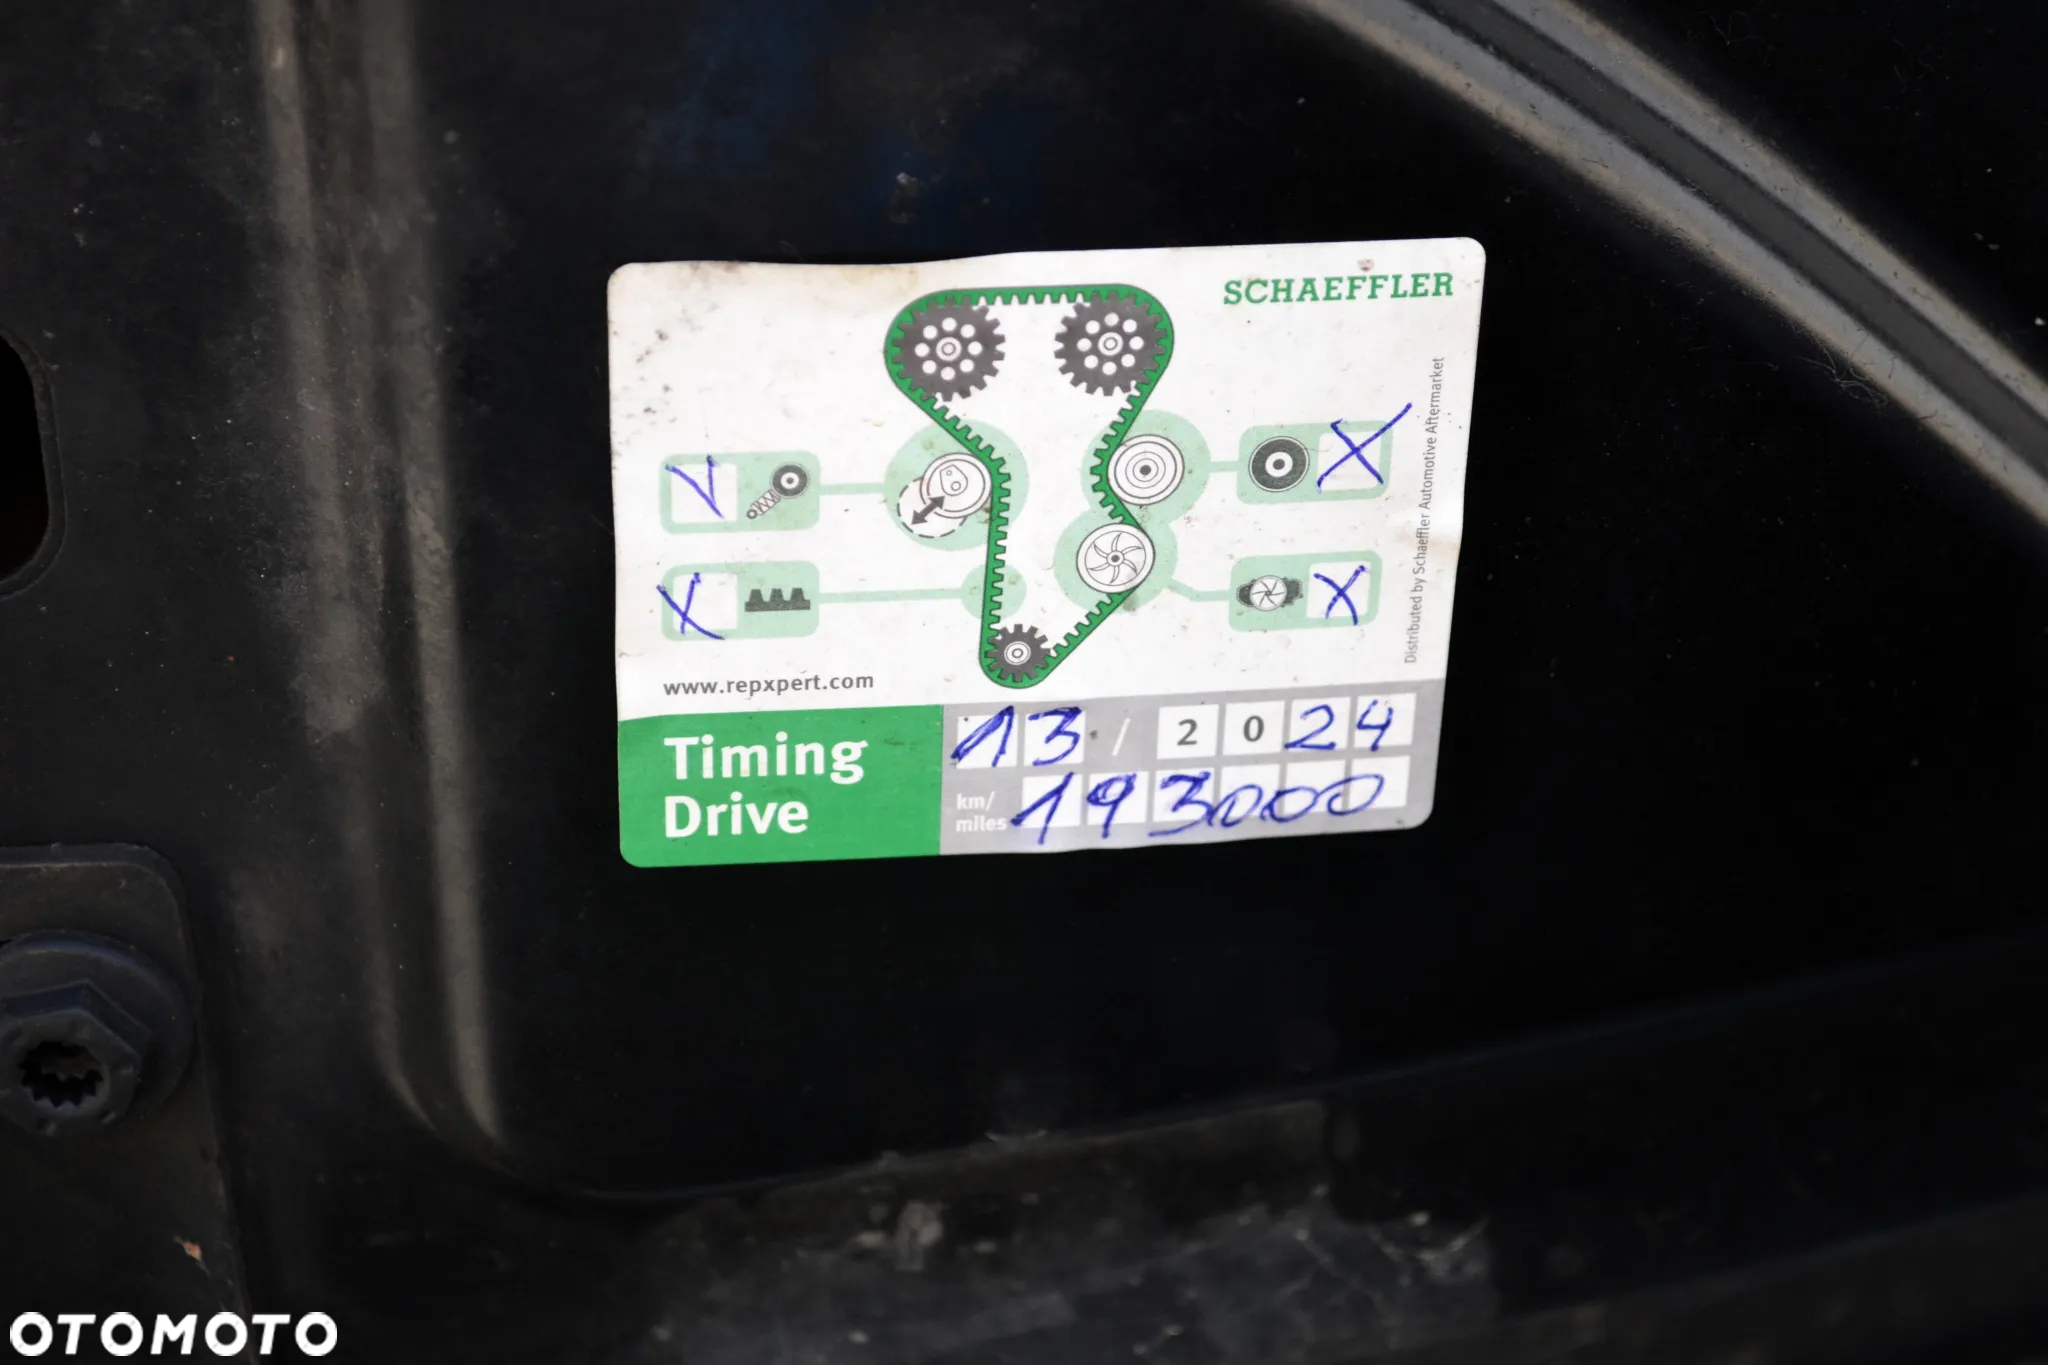 SCHAEFFLER
Distributed by Schaeffler Automotive Aftermarket
www.repxpert.com
Timing
Drive
13 / 2024
km/
miles
193000
OTOMOTO